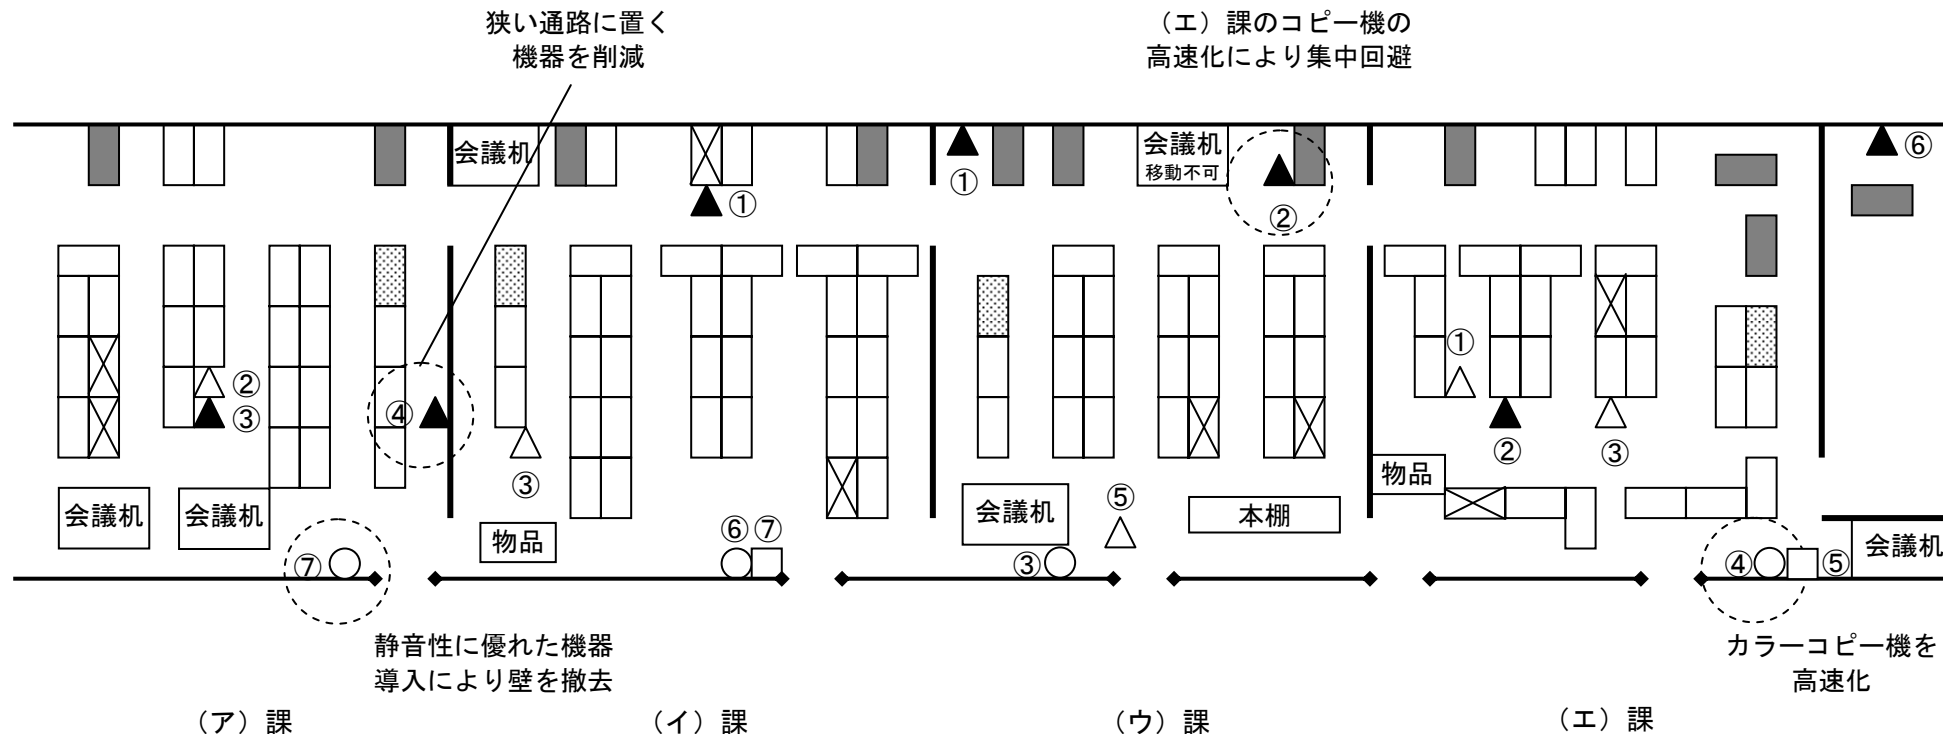 狭い通路に置く
機器を削減
（エ）課のコピー機の
高速化により集中回避
会議机
①
①
会議机
移動不可
②
⑥
②
③
④
③
①
②
③
会議机
会議机
⑦
物品
⑥⑦
会議机
③
⑤
本棚
物品
④
⑤
会議机
静音性に優れた機器
導入により壁を撤去
カラーコピー機を
高速化
（ア）課
（イ）課
（ウ）課
（エ）課